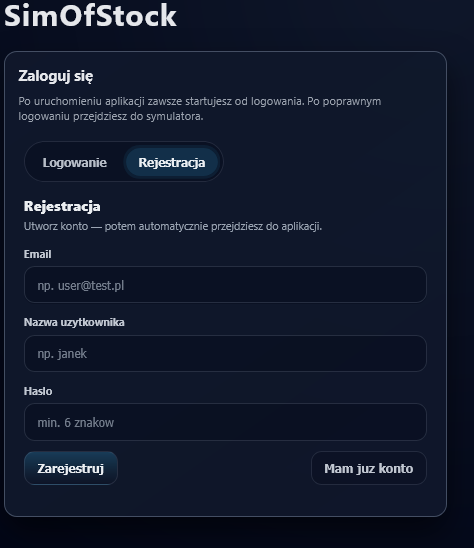 SimOfStock
Zaloguj się
Po uruchomieniu aplikacji zawsze startujesz od logowania. Po poprawnym
logowaniu przejdziesz do symulatora.
Logowanie
Rejestracja
Rejestracja
Utworz konto — potem automatycznie przejdziesz do aplikacji.
Email
np. user@test.pl
Nazwa uzytkownika
np. janek
Haslo
min. 6 znakow
Zarejestruj
Mam juz konto